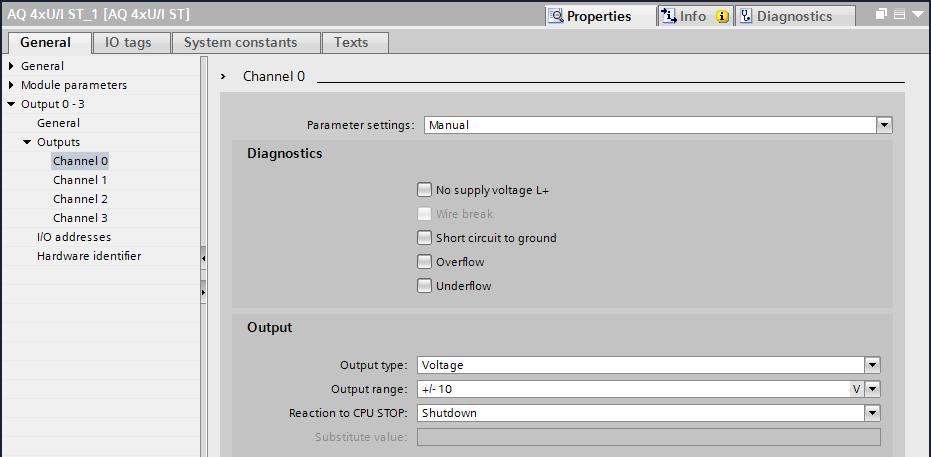 AQ 4xU/I ST_1 [AQ 4xU/I ST]
Properties
Info
Diagnostics
General
IO tags
System constants
Texts
General
Module parameters
Output 0 - 3
General
Outputs
Channel 0
Channel 1
Channel 2
Channel 3
I/O addresses
Hardware identifier
Channel 0
Parameter settings: Manual
Diagnostics
No supply voltage L+
Wire break
Short circuit to ground
Overflow
Underflow
Output
Output type: Voltage
Output range: +/- 10 V
Reaction to CPU STOP: Shutdown
Substitute value: